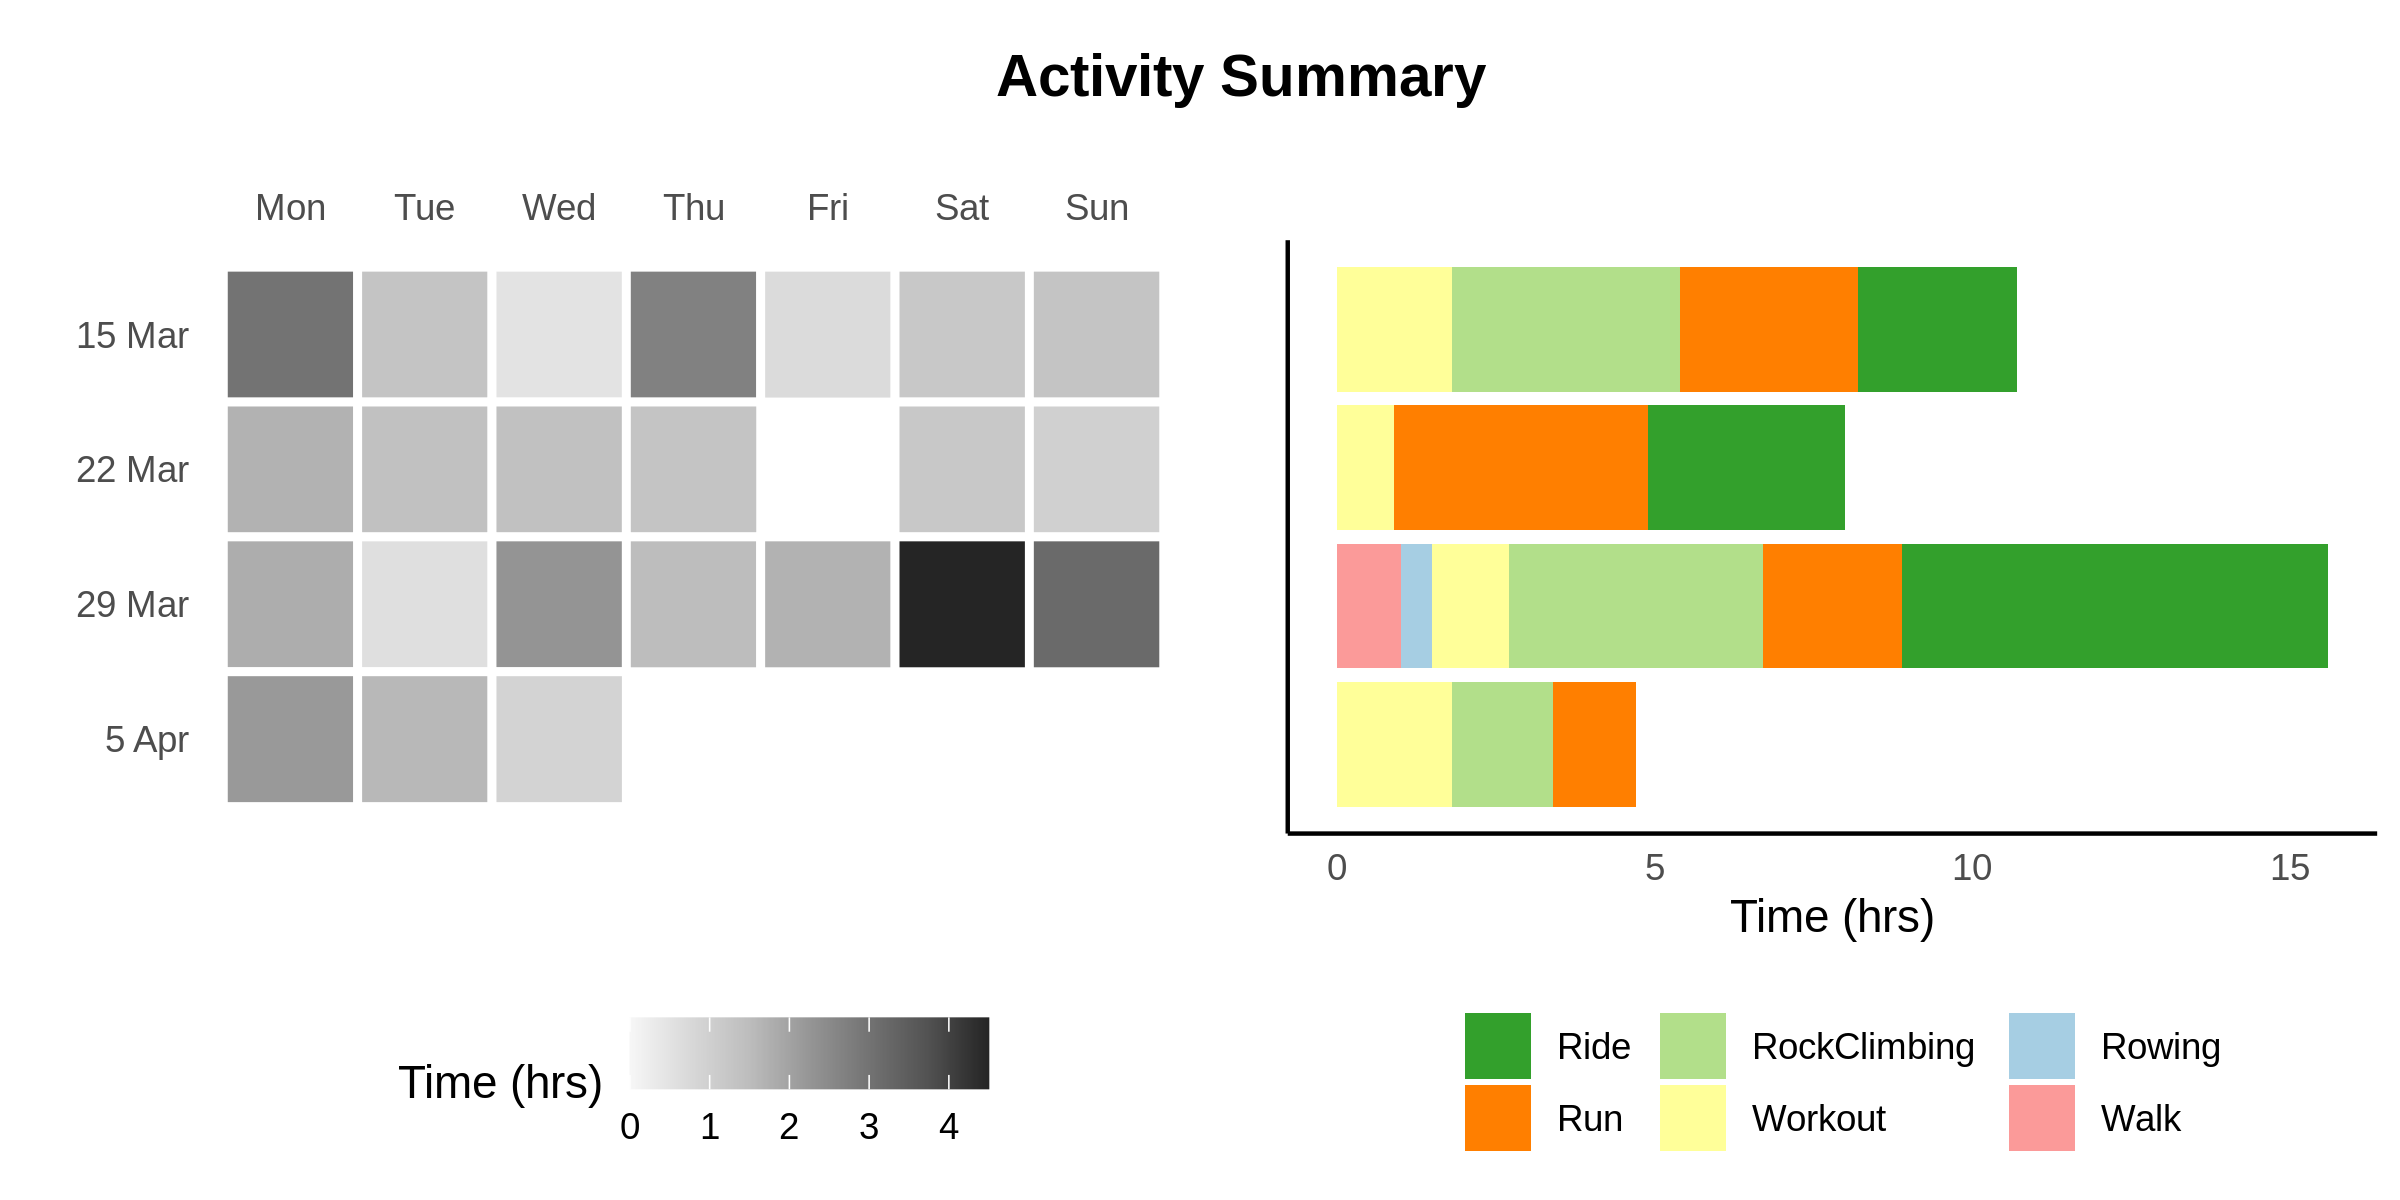 Activity Summary
Mon Tue Wed Thu Fri Sat Sun
15 Mar
22 Mar
29 Mar
5 Apr
0 1 2 3 4
Time (hrs)
0 5 10 15
Time (hrs)
Ride RockClimbing Rowing
Run Workout Walk